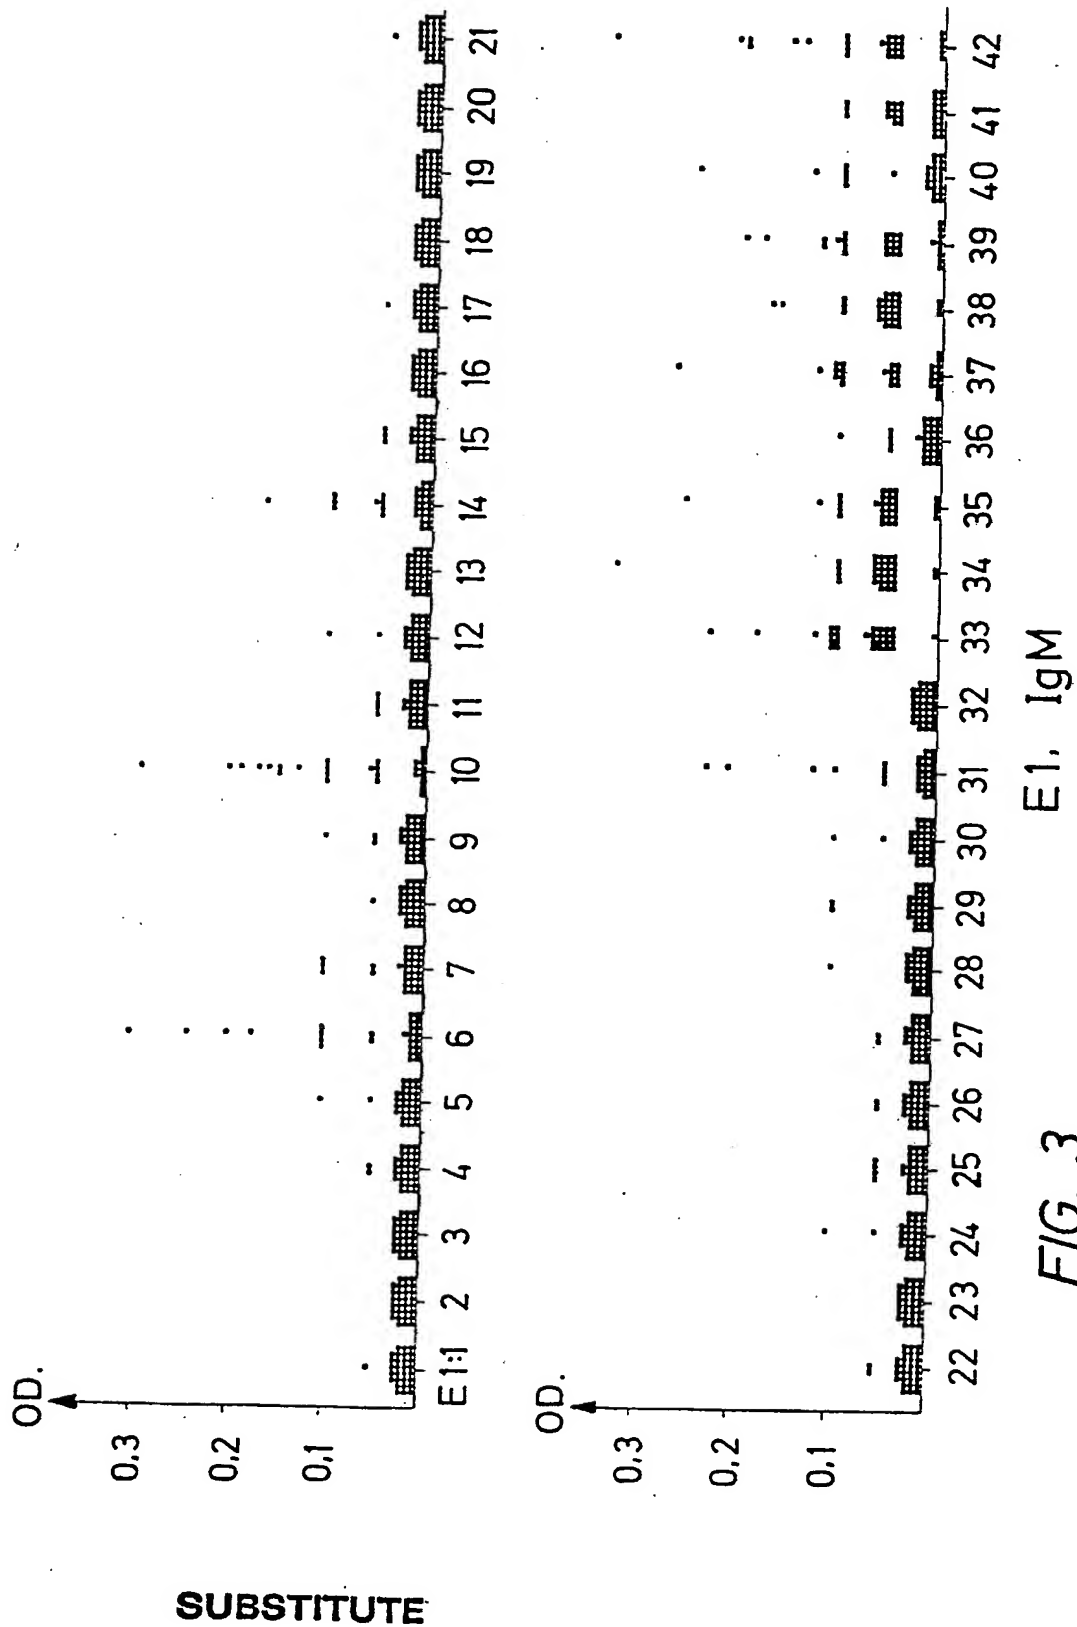 SUBSTITUTE
OD.
0.3
0.2
0.1
E1:1 2 3 4 5 6 7 8 9 10 11 12 13 14 15 16 17 18 19 20 21
OD.
0.3
0.2
0.1
22 23 24 25 26 27 28 29 30 31 32 33 34 35 36 37 38 39 40 41 42
E1, IgM
FIG. 3